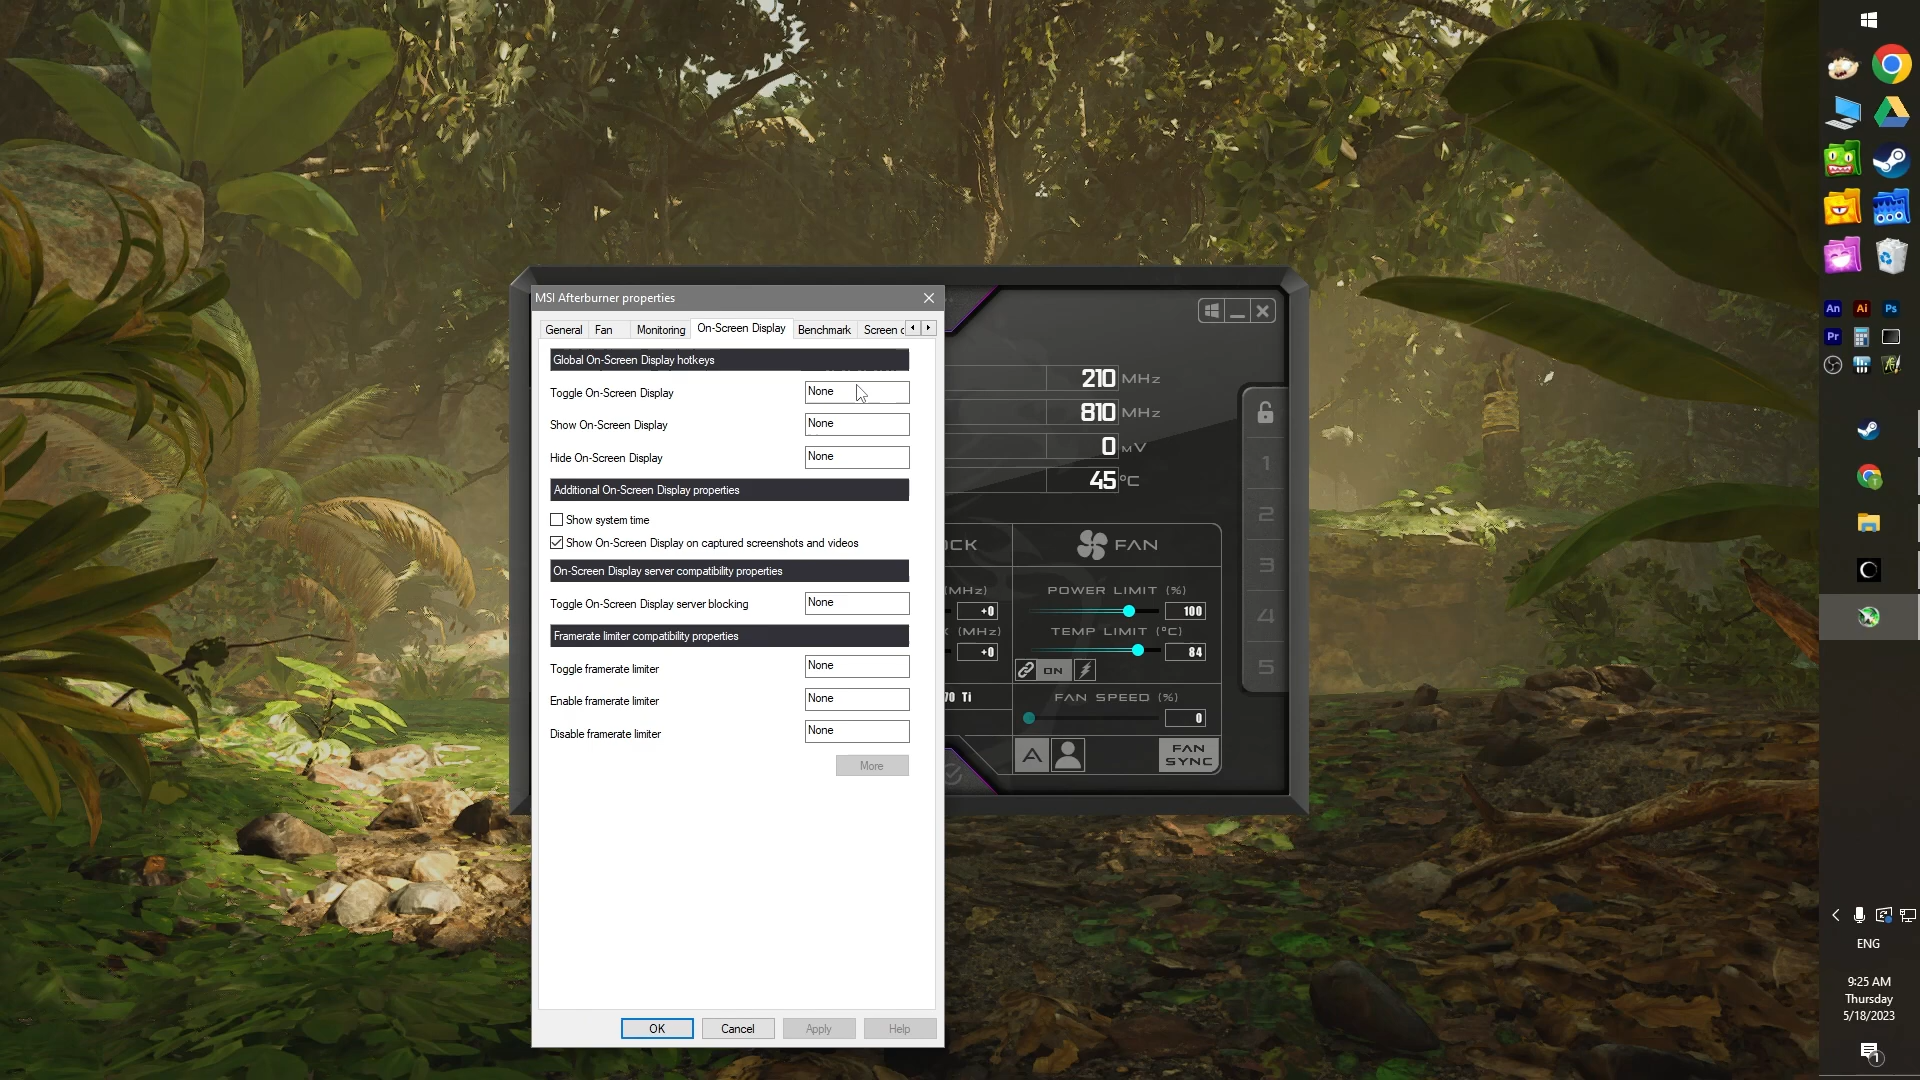 MSI Afterburner properties
General Fan Monitoring On-Screen Display Benchmark Screen c
Global On-Screen Display hotkeys
Toggle On-Screen Display None
Show On-Screen Display None
Hide On-Screen Display None
Additional On-Screen Display properties
Show system time
Show On-Screen Display on captured screenshots and videos
On-Screen Display server compatibility properties
Toggle On-Screen Display server blocking None
Framerate limiter compatibility properties
Toggle framerate limiter None
Enable framerate limiter None
Disable framerate limiter None
More
OK Cancel Apply Help
210 MHz
810 MHz
0 mV
45 °C
OCK
FAN
(MHz)
+0
(MHz)
+0
POWER LIMIT (%)
100
TEMP LIMIT (°C)
84
ON
70 Ti
FAN SPEED (%)
0
A
FAN
SYNC
1
2
3
4
5
An Ai Ps
Pr
ENG
9:25 AM
Thursday
5/18/2023
1